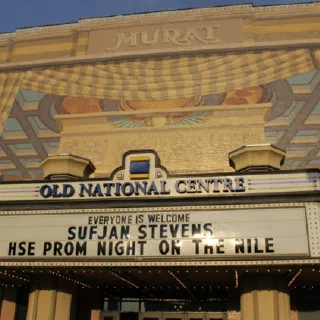 MURAT
OLD NATIONAL CENTRE
EVERYONE IS WELCOME
SUFJAN STEVENS
HSE PROM NIGHT ON THE NILE